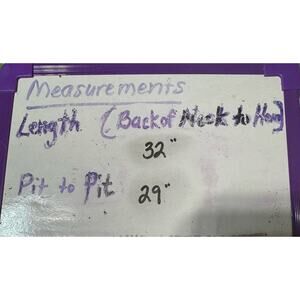 Measurements
Length (Back of Neck to Hem)
32"
Pit to Pit
29"